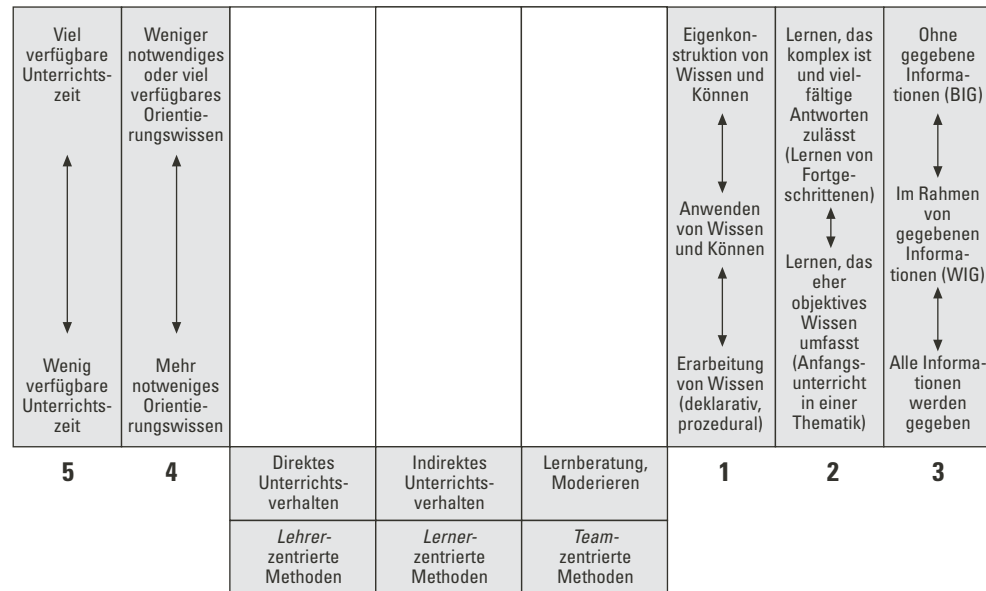 Viel
verfügbare
Unterrichts-
zeit
Wenig
verfügbare
Unterrichts-
zeit
5
Weniger
notwendiges
oder viel
verfügbares
Orientie-
rungswissen
Mehr
notweniges
Orientie-
rungswissen
4
Direktes
Unterrichts-
verhalten
Lehrer-
zentrierte
Methoden
Indirektes
Unterrichts-
verhalten
Lerner-
zentrierte
Methoden
Lernberatung,
Moderieren
Team-
zentrierte
Methoden
Eigenkon-
struktion von
Wissen und
Können
Anwenden
von Wissen
und Können
Erarbeitung
von Wissen
(deklarativ,
prozedural)
1
Lernen, das
komplex ist
und viel-
fältige
Antworten
zulässt
(Lernen von
Fortge-
schrittenen)
Lernen, das
eher
objektives
Wissen
umfasst
(Anfangs-
unterricht
in einer
Thematik)
2
Ohne
gegebene
Informa-
tionen (BIG)
Im Rahmen
von
gegebenen
Informa-
tionen (WIG)
Alle Informa-
tionen
werden
gegeben
3